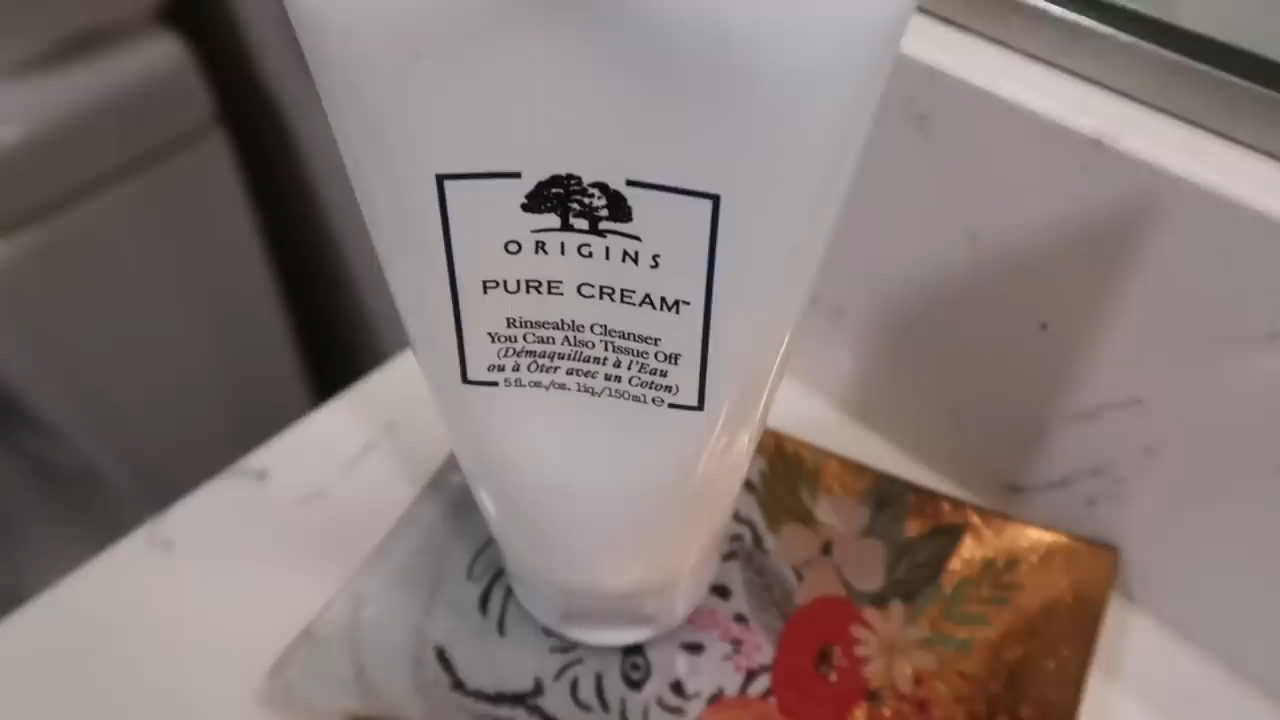 ORIGINS
PURE CREAM™
Rinseable Cleanser
You Can Also Tissue Off
(Démaquillant à l'Eau
ou à Ôter avec un Coton)
5 fl. oz./oz. liq./150ml ℮